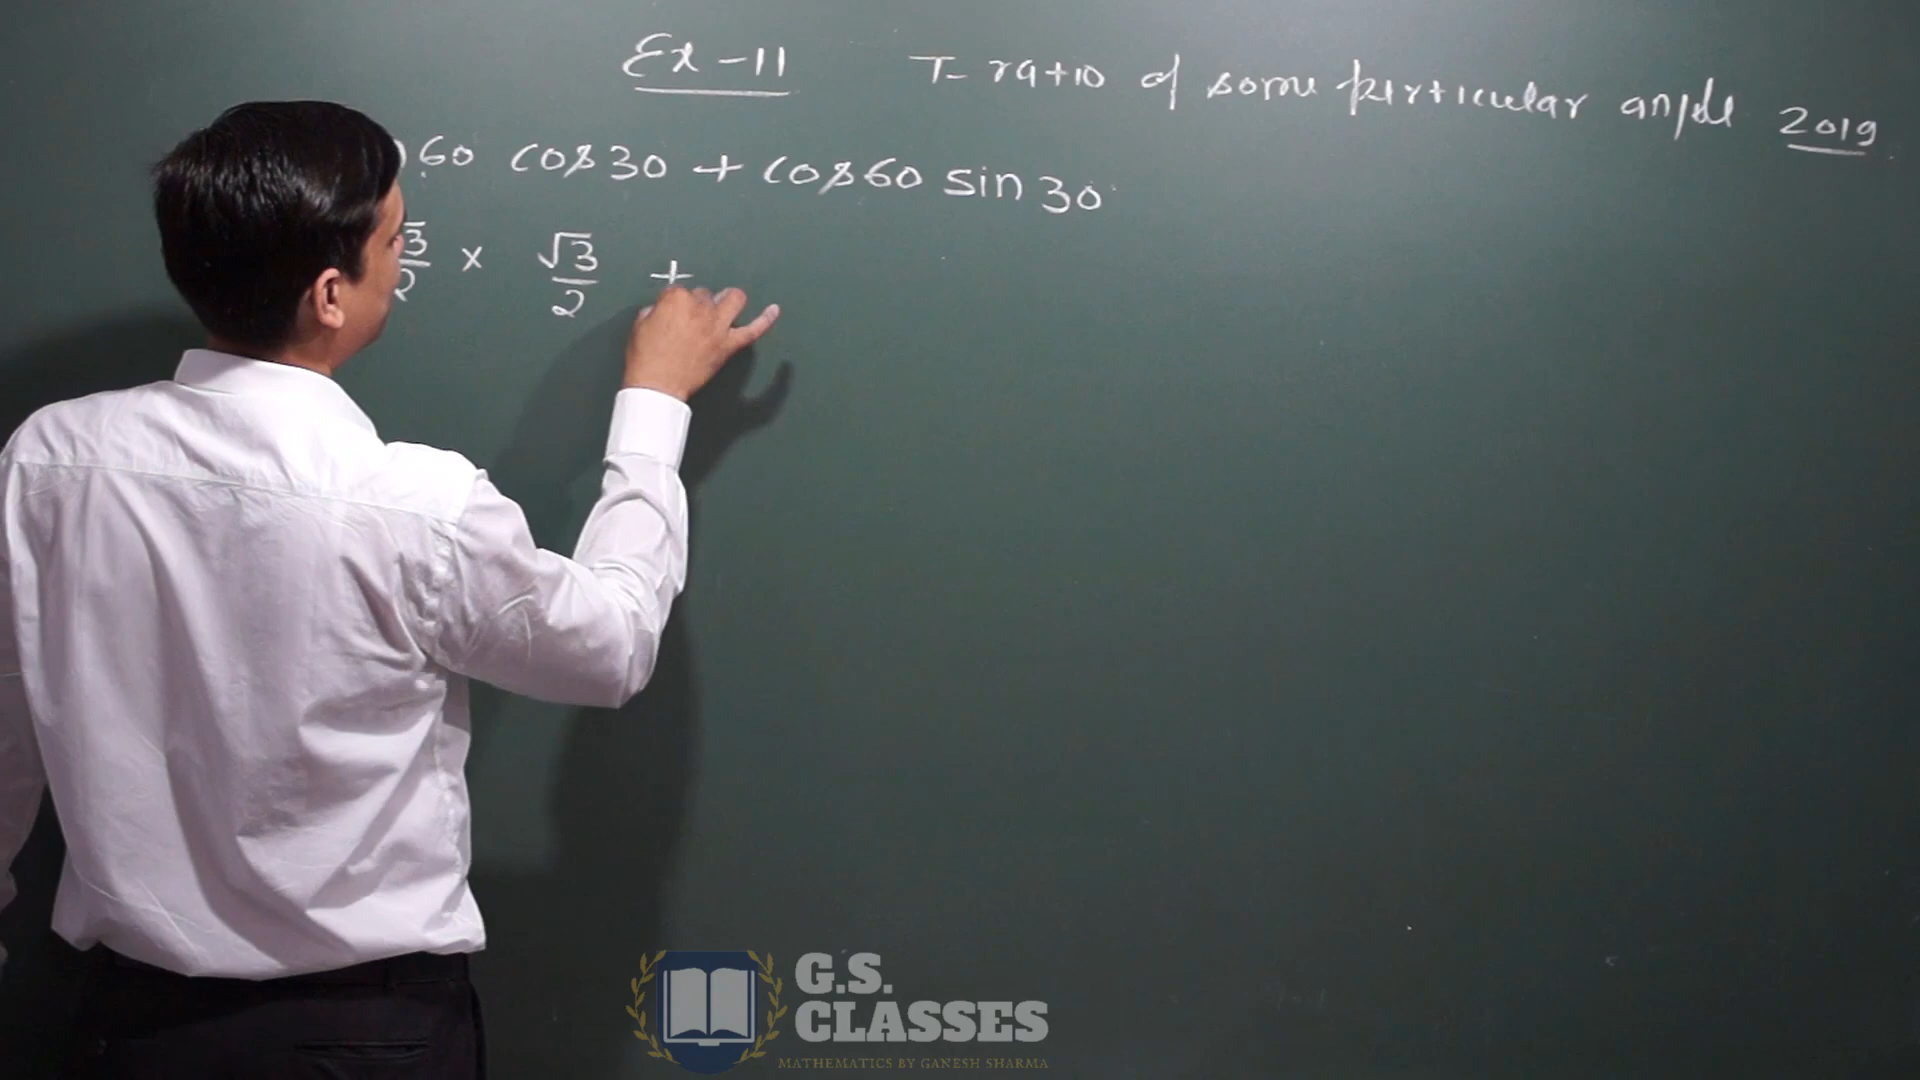 Ex-11 T-ratio of some particular angle 2019
60 cos30 + cos60 sin 30
√3/2 × √3/2 +
G.S.
CLASSES
MATHEMATICS BY GANESH SHARMA